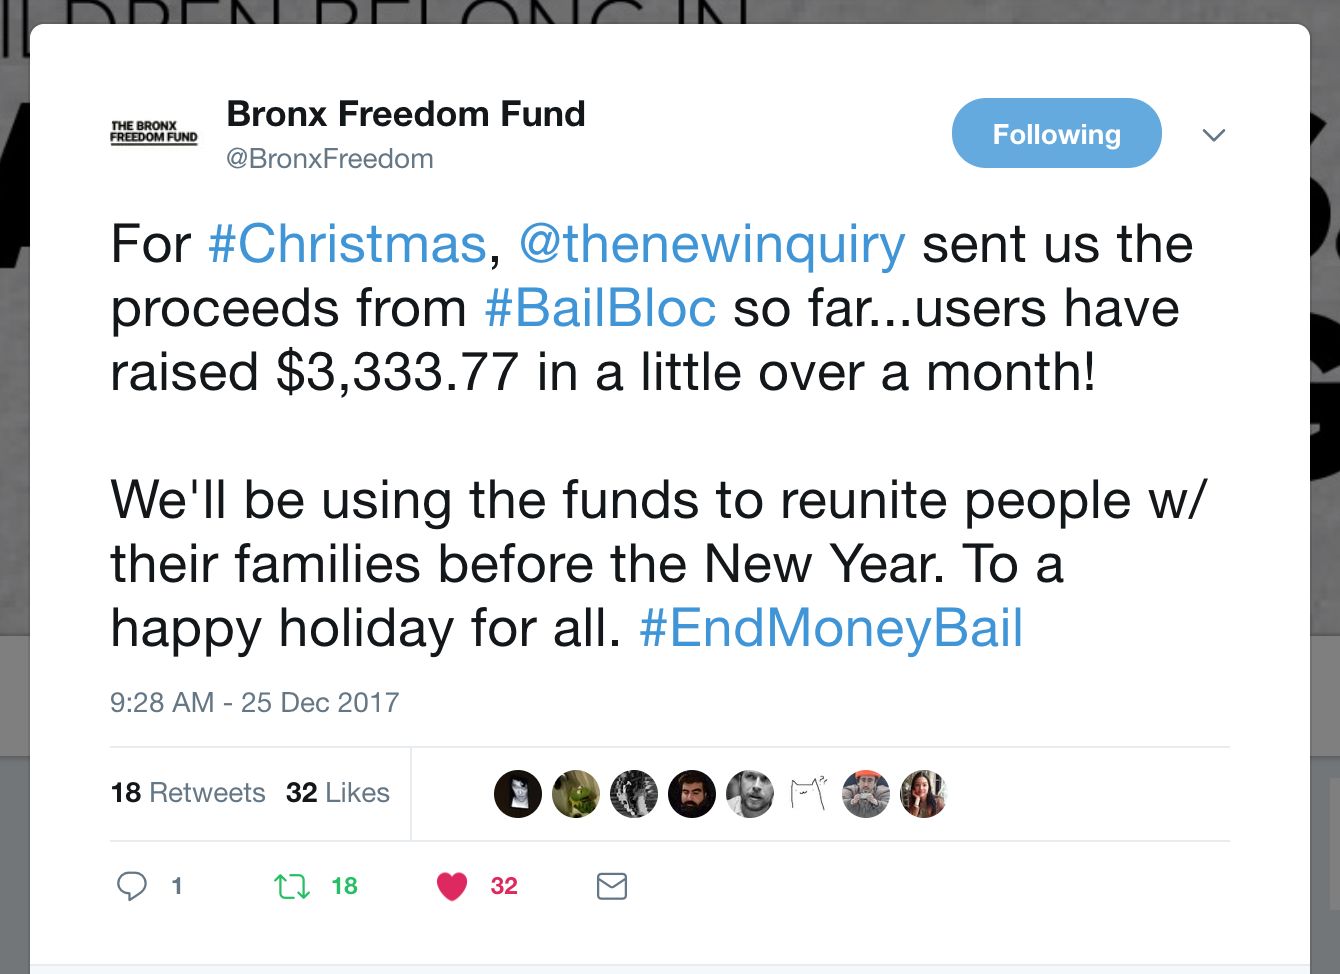 ILDREN BELONG IN
THE BRONX
FREEDOM FUND
Bronx Freedom Fund
@BronxFreedom
Following
For #Christmas, @thenewinquiry sent us the
proceeds from #BailBloc so far...users have
raised $3,333.77 in a little over a month!
We'll be using the funds to reunite people w/
their families before the New Year. To a
happy holiday for all. #EndMoneyBail
9:28 AM - 25 Dec 2017
18 Retweets 32 Likes
1 18 32